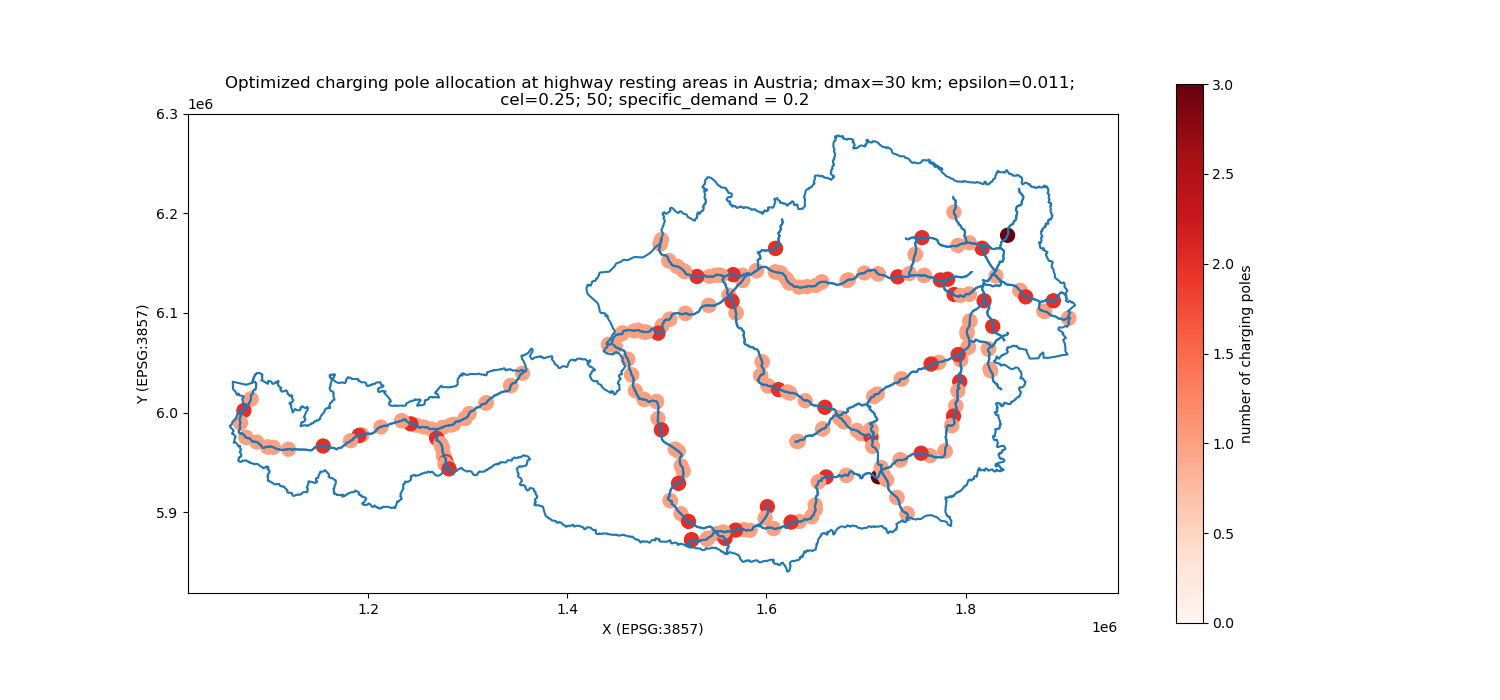 Optimized charging pole allocation at highway resting areas in Austria; dmax=30 km; epsilon=0.011;
cel=0.25; 50; specific_demand = 0.2
1e6
6.3
6.2
6.1
6.0
5.9
Y (EPSG:3857)
1.2
1.4
1.6
1.8
X (EPSG:3857)
1e6
3.0
2.5
2.0
1.5
1.0
0.5
0.0
number of charging poles